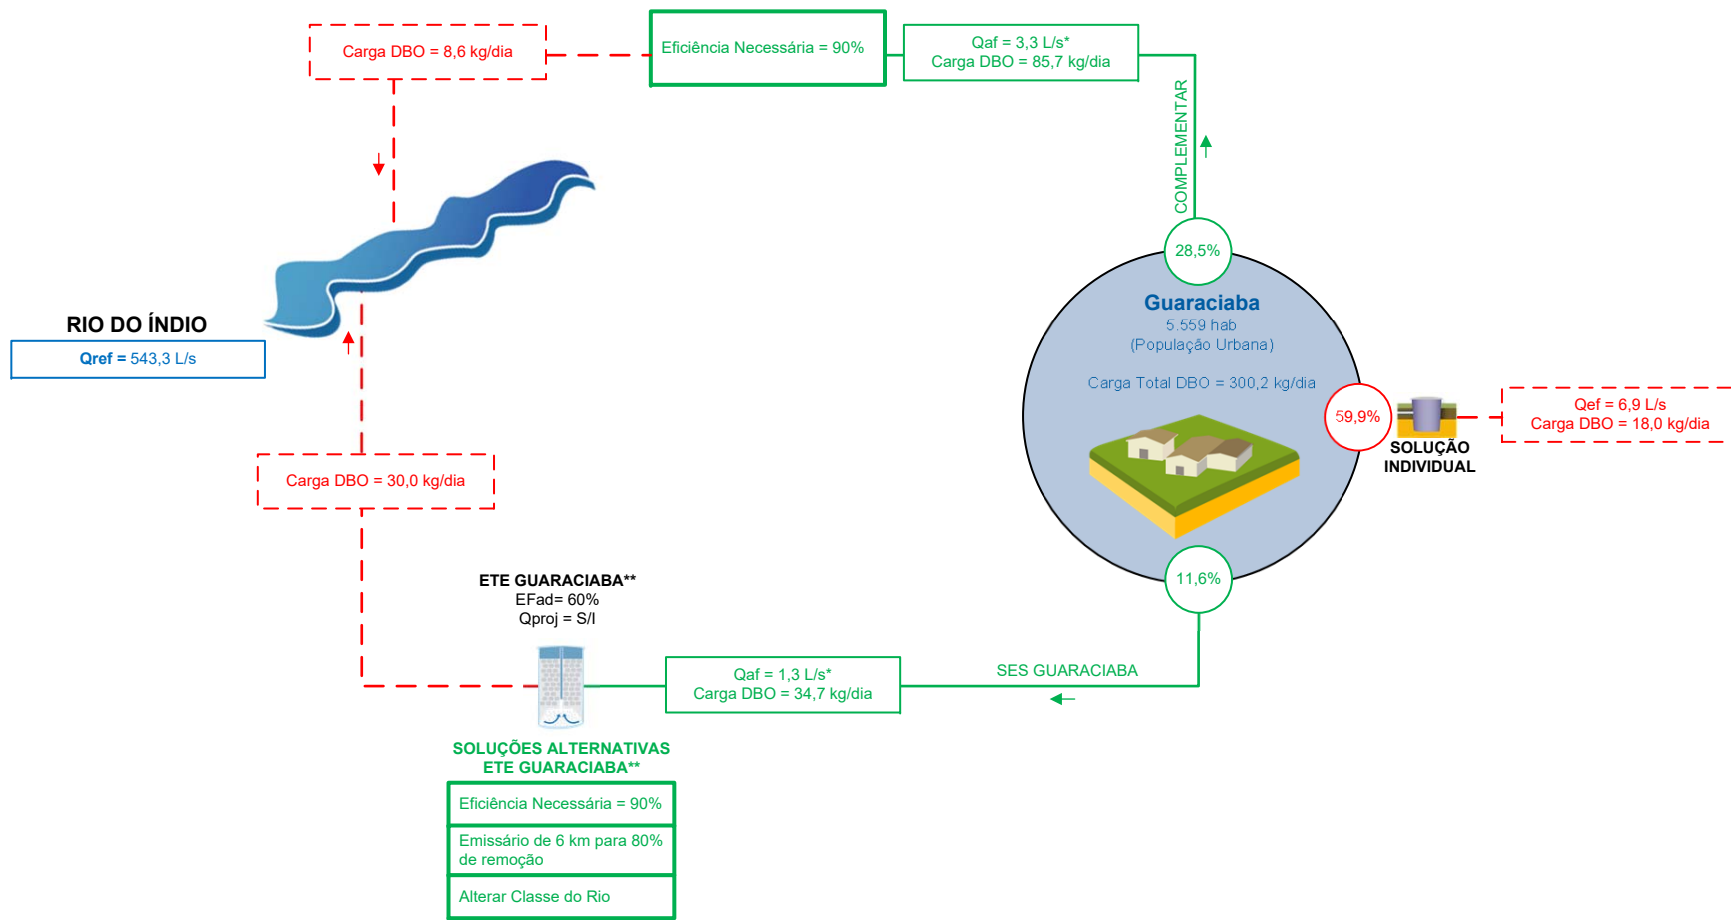 Carga DBO = 8,6 kg/dia
Eficiência Necessária = 90%
Qaf = 3,3 L/s*
Carga DBO = 85,7 kg/dia
COMPLEMENTAR
28,5%
Guaraciaba
5.559 hab
(População Urbana)
Carga Total DBO = 300,2 kg/dia
59,9%
SOLUÇÃO
INDIVIDUAL
Qef = 6,9 L/s
Carga DBO = 18,0 kg/dia
RIO DO ÍNDIO
Qref = 543,3 L/s
Carga DBO = 30,0 kg/dia
11,6%
ETE GUARACIABA**
EFad= 60%
Qproj = S/I
Qaf = 1,3 L/s*
Carga DBO = 34,7 kg/dia
SES GUARACIABA
SOLUÇÕES ALTERNATIVAS
ETE GUARACIABA**
Eficiência Necessária = 90%
Emissário de 6 km para 80%
de remoção
Alterar Classe do Rio